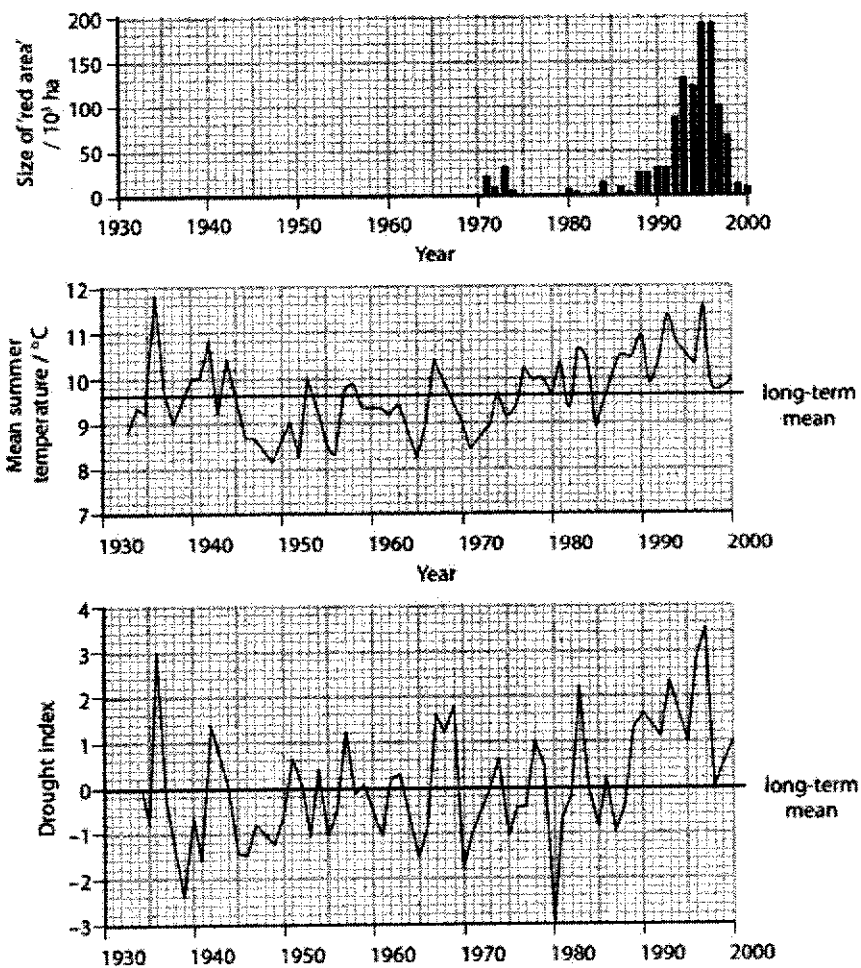 Size of 'red area'
/ 10³ ha
200
150
100
50
0
1930 1940 1950 1960 1970 1980 1990 2000
Year
Mean summer
temperature / °C
12
11
10
9
8
7
long-term
mean
1930 1940 1950 1960 1970 1980 1990 2000
Year
Drought index
4
3
2
1
0
−1
−2
−3
long-term
mean
1930 1940 1950 1960 1970 1980 1990 2000